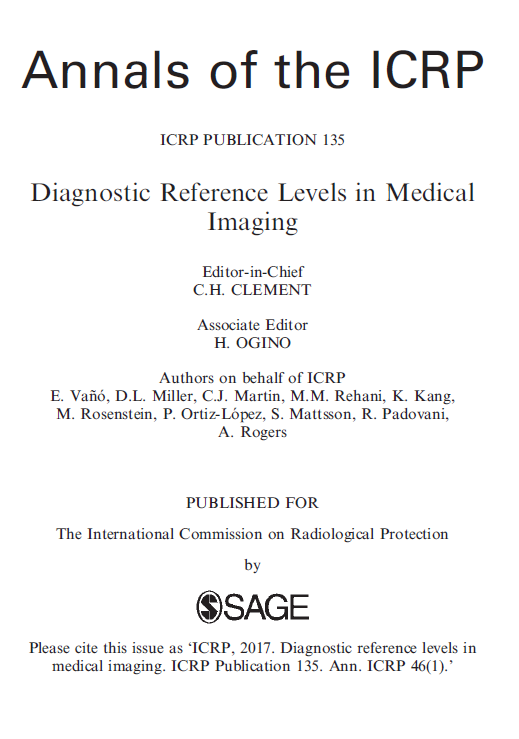 Annals of the ICRP
ICRP PUBLICATION 135
Diagnostic Reference Levels in Medical
Imaging
Editor-in-Chief
C.H. CLEMENT
Associate Editor
H. OGINO
Authors on behalf of ICRP
E. Vañó, D.L. Miller, C.J. Martin, M.M. Rehani, K. Kang,
M. Rosenstein, P. Ortiz-López, S. Mattsson, R. Padovani,
A. Rogers
PUBLISHED FOR
The International Commission on Radiological Protection
by
SAGE
Please cite this issue as ‘ICRP, 2017. Diagnostic reference levels in
medical imaging. ICRP Publication 135. Ann. ICRP 46(1).’